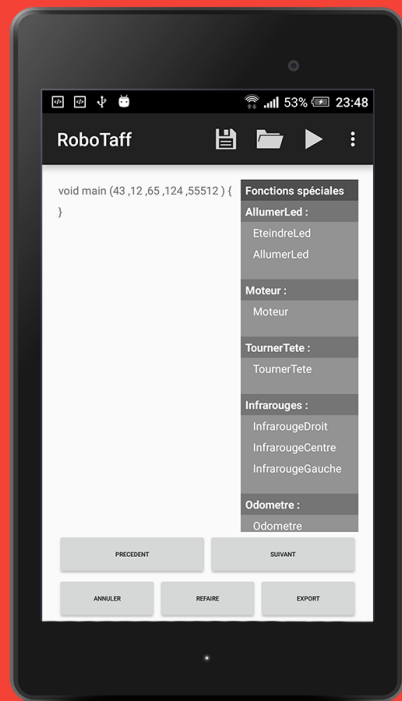 53% 23:48
RoboTaff
void main (43 ,12 ,65 ,124 ,55512 ) {
}
Fonctions spéciales
AllumerLed :
EteindreLed
AllumerLed
Moteur :
Moteur
TournerTete :
TournerTete
Infrarouges :
InfrarougeDroit
InfrarougeCentre
InfrarougeGauche
Odometre :
Odometre
PRECEDENT SUIVANT
ANNULER REFAIRE EXPORT